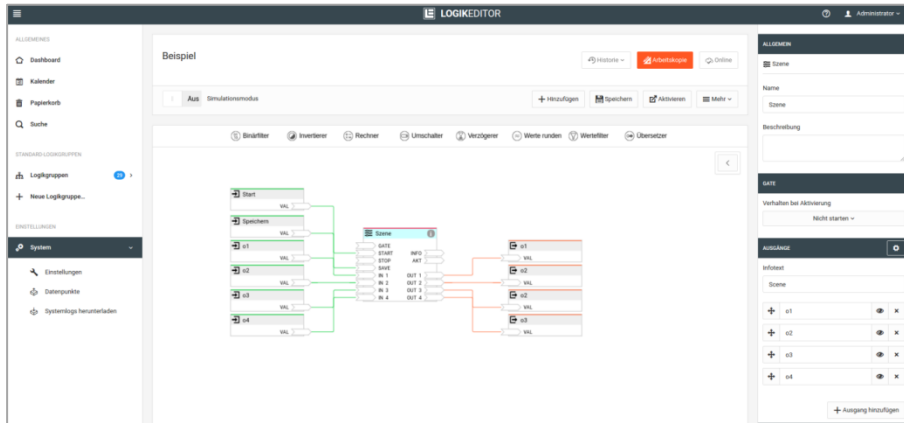 LOGIKEDITOR
Administrator
ALLGEMEINES
Dashboard
Kalender
Papierkorb
Suche
STANDARD LOGIKGRUPPEN
Logikgruppen
Neue Logikgruppe...
EINSTELLUNGEN
System
Einstellungen
Datenpunkte
Systemlogs herunterladen
Beispiel
Historie
Arbeitskopie
Online
Aus Simulationsmodus
Hinzufügen
Speichern
Aktivieren
Mehr
Binärfilter
Invertierer
Rechner
Umschalter
Verzögerer
Werte runden
Wertefilter
Übersetzer
Start
VAL
Speichern
VAL
o1
VAL
o2
VAL
o3
VAL
o4
VAL
Szene
GATE
START INFO
STOP AKT
SAVE
IN 1 OUT 1
IN 2 OUT 2
IN 3 OUT 3
IN 4 OUT 4
o1
VAL
o2
VAL
o2
VAL
o3
VAL
ALLGEMEIN
Szene
Name
Szene
Beschreibung
GATE
Verhalten bei Aktivierung
Nicht starten
AUSGÄNGE
Infotext
Scene
o1
o2
o3
o4
Ausgang hinzufügen